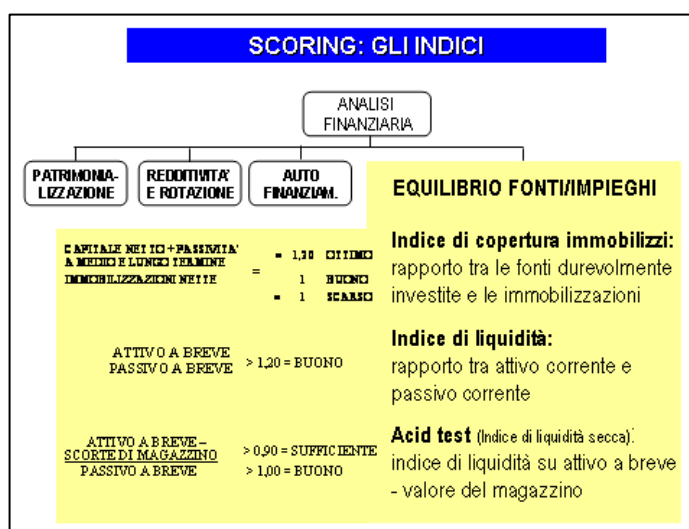 SCORING: GLI INDICI
ANALISI
FINANZIARIA
PATRIMONIA-
LIZZAZIONE
REDDITIVITA'
E ROTAZIONE
AUTO
FINANZIAM.
EQUILIBRIO FONTI/IMPIEGHI
CAPITALE NETTO + PASSIVITA'
A MEDIO E LUNGO TERMINE
IMMOBILIZZAZIONI NETTE
=
= 1,20 OTTIMO
1 BUONO
= 1 SCARSO
Indice di copertura immobilizzi:
rapporto tra le fonti durevolmente
investite e le immobilizzazioni
ATTIVO A BREVE
PASSIVO A BREVE
> 1,20 = BUONO
Indice di liquidità:
rapporto tra attivo corrente e
passivo corrente
ATTIVO A BREVE –
SCORTE DI MAGAZZINO
PASSIVO A BREVE
> 0,90 = SUFFICIENTE
> 1,00 = BUONO
Acid test (Indice di liquidità secca):
indice di liquidità su attivo a breve
- valore del magazzino